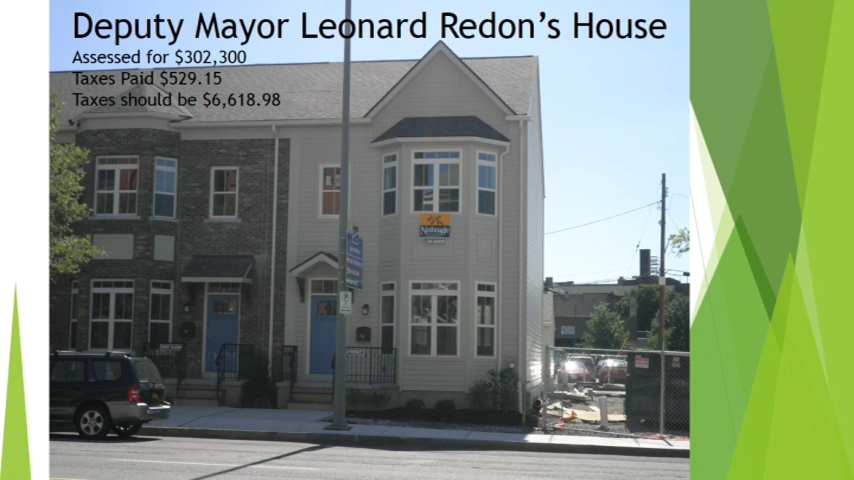 Deputy Mayor Leonard Redon’s House
Assessed for $302,300
Taxes Paid $529.15
Taxes should be $6,618.98
Nothnagle